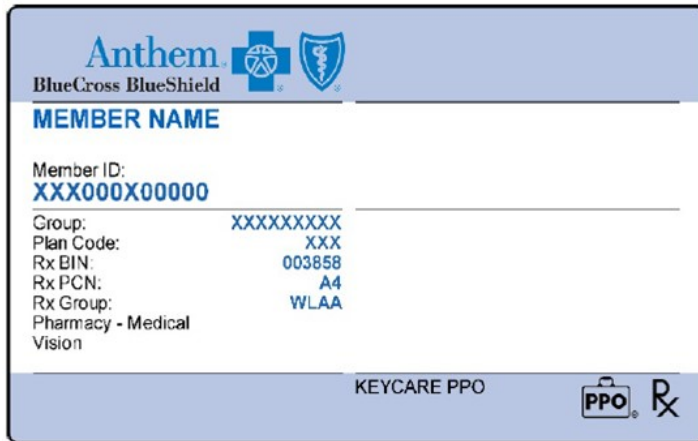 Anthem
BlueCross BlueShield
MEMBER NAME
Member ID:
XXX000X00000
Group: XXXXXXXXX
Plan Code: XXX
Rx BIN: 003858
Rx PCN: A4
Rx Group: WLAA
Pharmacy - Medical
Vision
KEYCARE PPO
PPO Rx